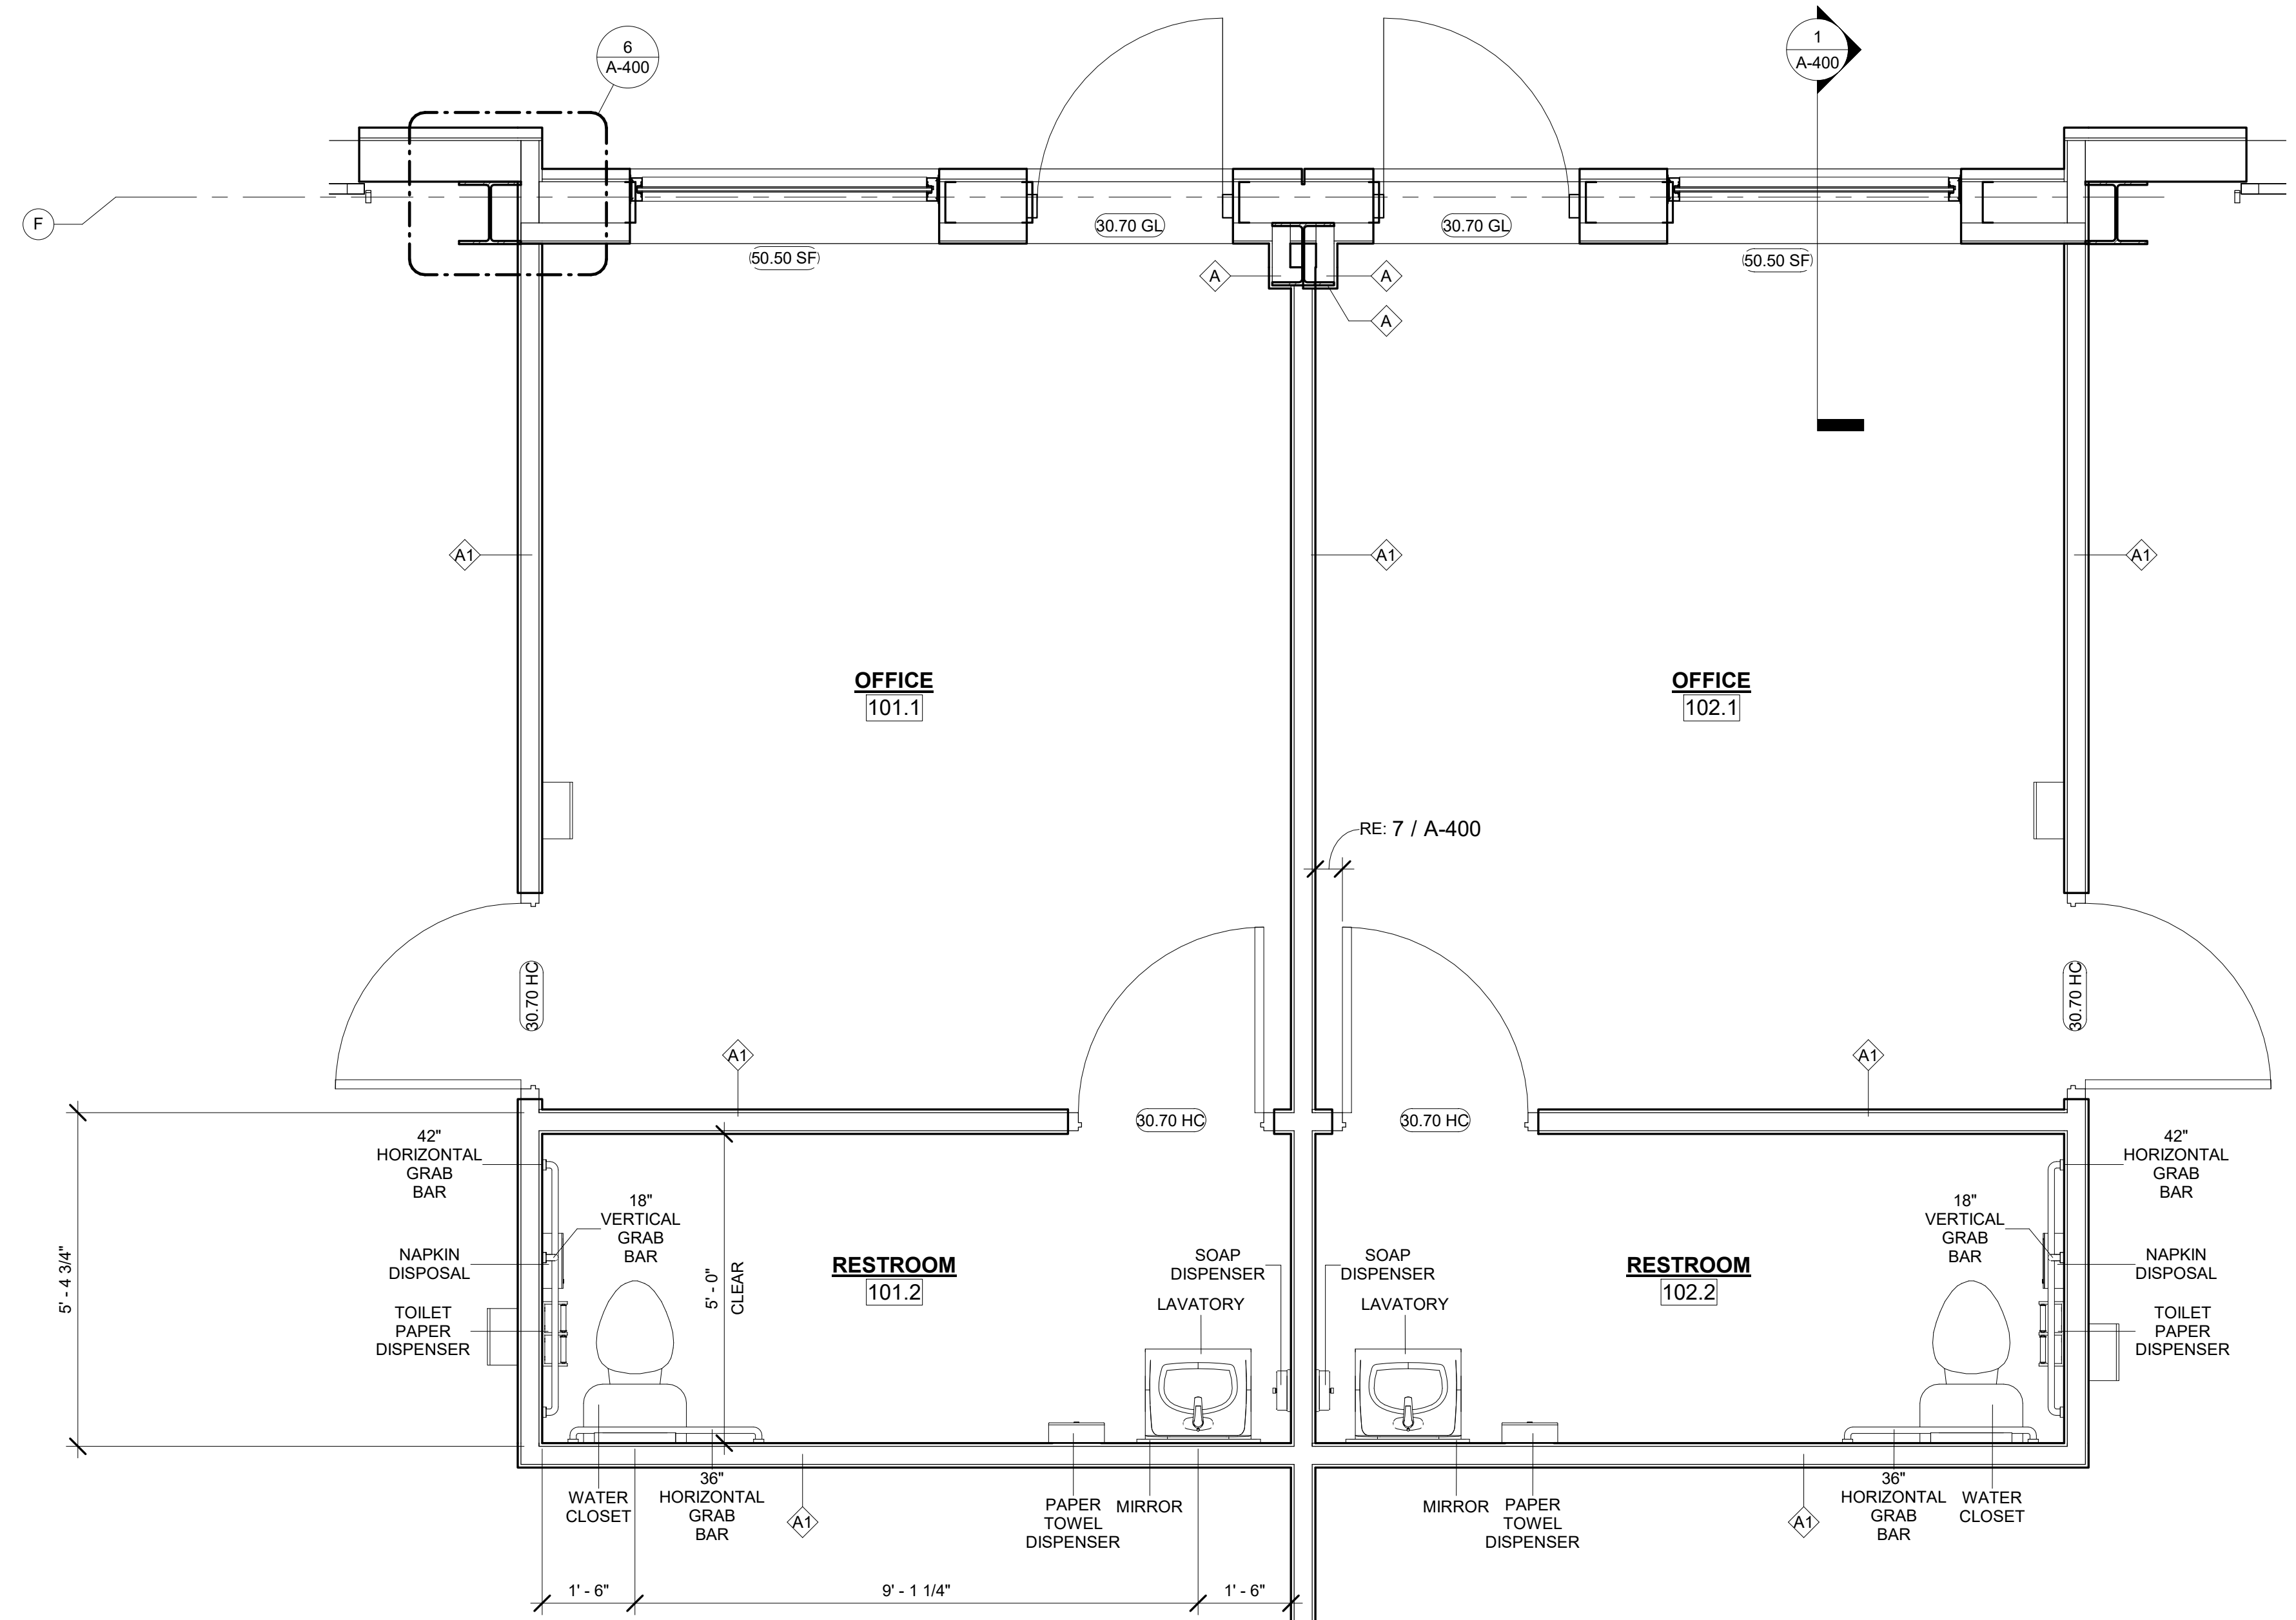 6
A-400
1
A-400
F
30.70 GL
30.70 GL
50.50 SF
50.50 SF
A
A
A
A1
A1
A1
OFFICE
101.1
OFFICE
102.1
RE: 7 / A-400
30.70 HC
30.70 HC
A1
A1
30.70 HC
30.70 HC
42"
HORIZONTAL
GRAB
BAR
18"
VERTICAL
GRAB
BAR
NAPKIN
DISPOSAL
TOILET
PAPER
DISPENSER
5' - 4 3/4"
5' - 0"
CLEAR
RESTROOM
101.2
SOAP
DISPENSER
LAVATORY
SOAP
DISPENSER
LAVATORY
RESTROOM
102.2
18"
VERTICAL
GRAB
BAR
42"
HORIZONTAL
GRAB
BAR
NAPKIN
DISPOSAL
TOILET
PAPER
DISPENSER
WATER
CLOSET
36"
HORIZONTAL
GRAB
BAR
A1
PAPER
TOWEL
DISPENSER
MIRROR
MIRROR
PAPER
TOWEL
DISPENSER
A1
36"
HORIZONTAL
GRAB
BAR
WATER
CLOSET
1' - 6"
9' - 1 1/4"
1' - 6"